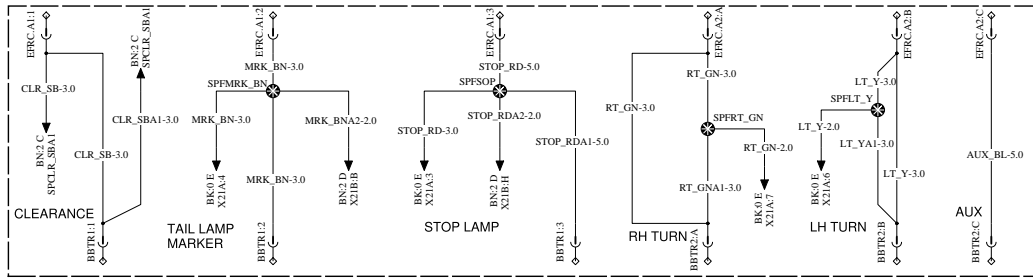 EFRC.A1:1
BN:2 C
SPCLR_SBA1
CLR_SB-3.0
CLR_SBA1-3.0
CLR_SB-3.0
BN:2 C
SPCLR_SBA1
CLEARANCE
BBTR1:1
EFRC.A1:2
MRK_BN-3.0
SPFMRK_BN
MRK_BN-3.0
MRK_BNA2-2.0
MRK_BN-3.0
BK:0 E
X21A:4
BN:2 D
X21B:B
TAIL LAMP
MARKER
BBTR1:2
EFRC.A1:3
STOP_RD-5.0
SPFSOP
STOP_RD-3.0
STOP_RDA2-2.0
STOP_RDA1-5.0
BK:0 E
X21A:3
BN:2 D
X21B:H
STOP LAMP
BBTR1:3
EFRC.A2:A
RT_GN-3.0
RT_GN-3.0
SPFRT_GN
RT_GN-2.0
RT_GNA1-3.0
BK:0 E
X21A:7
RH TURN
BBTR2:A
EFRC.A2:B
LT_Y-3.0
SPFLT_Y
LT_Y-2.0
LT_YA1-3.0
LT_Y-3.0
BK:0 E
X21A:6
LH TURN
BBTR2:B
EFRC.A2:C
AUX_BL-5.0
AUX
BBTR2:C